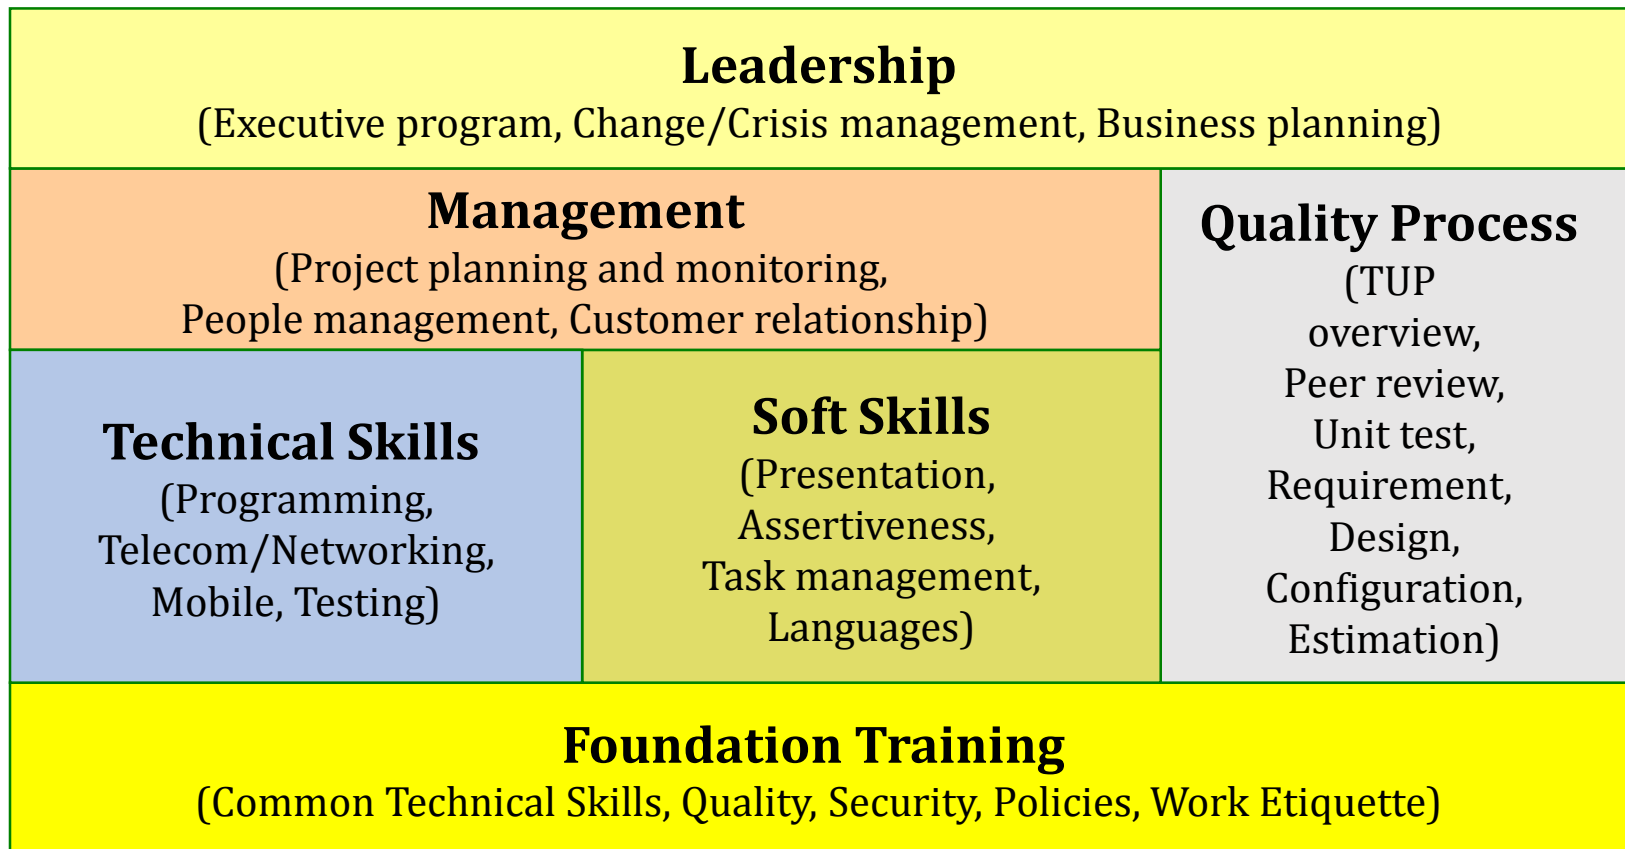 Leadership
(Executive program, Change/Crisis management, Business planning)
Management
(Project planning and monitoring,
People management, Customer relationship)
Quality Process
(TUP
overview,
Peer review,
Unit test,
Requirement,
Design,
Configuration,
Estimation)
Technical Skills
(Programming,
Telecom/Networking,
Mobile, Testing)
Soft Skills
(Presentation,
Assertiveness,
Task management,
Languages)
Foundation Training
(Common Technical Skills, Quality, Security, Policies, Work Etiquette)